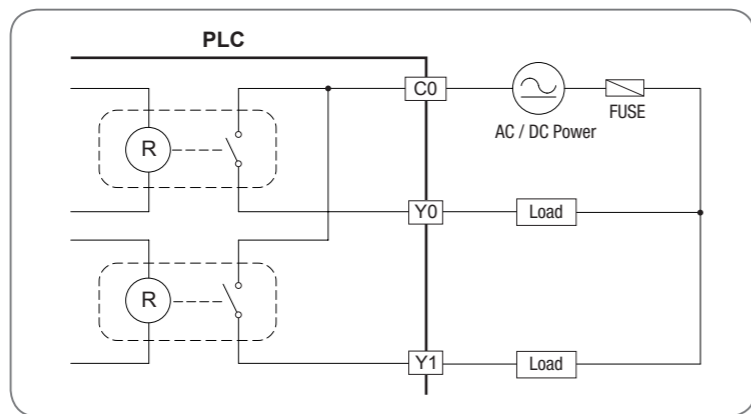 PLC
C0
FUSE
AC / DC Power
R
Y0
Load
R
Y1
Load